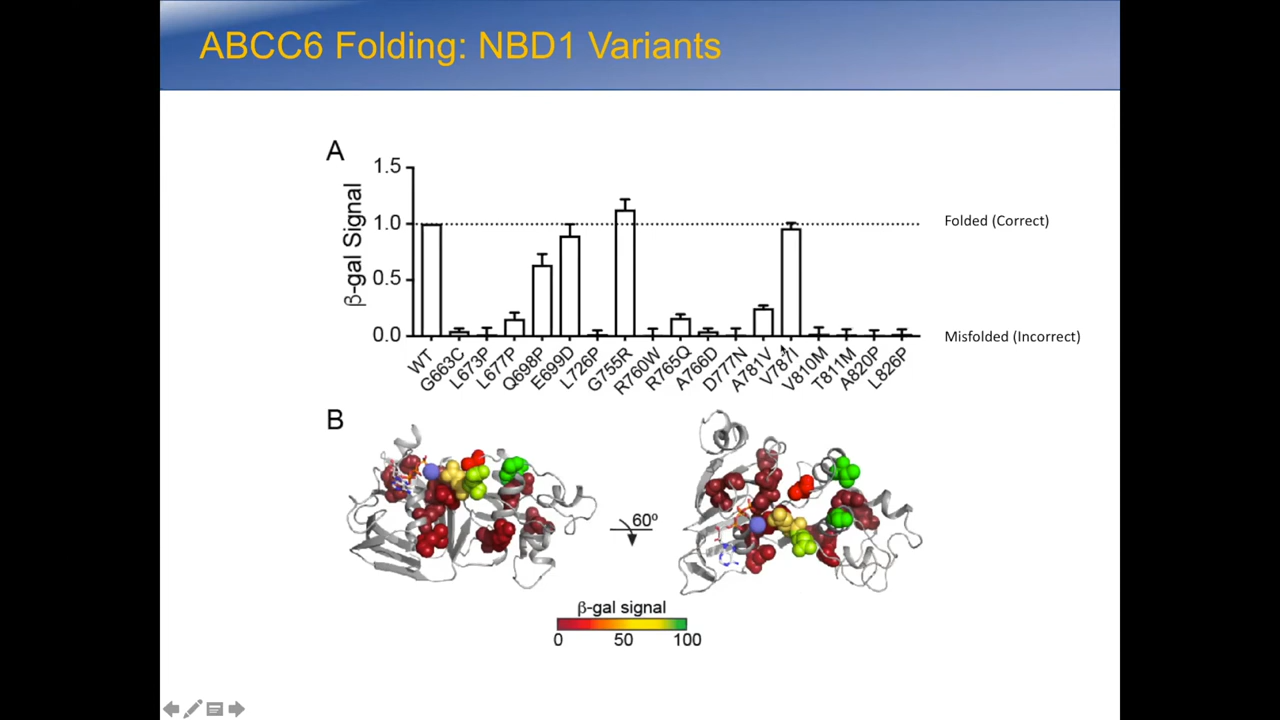 ABCC6 Folding: NBD1 Variants
A
β-gal Signal
1.5
1.0
0.5
0.0
Folded (Correct)
Misfolded (Incorrect)
WT
G663C
L673P
L677P
Q698P
E699D
L726P
G755R
R760W
R765Q
A766D
D777N
A781V
V787I
V810M
T811M
A820P
L826P
B
60º
β-gal signal
0 50 100